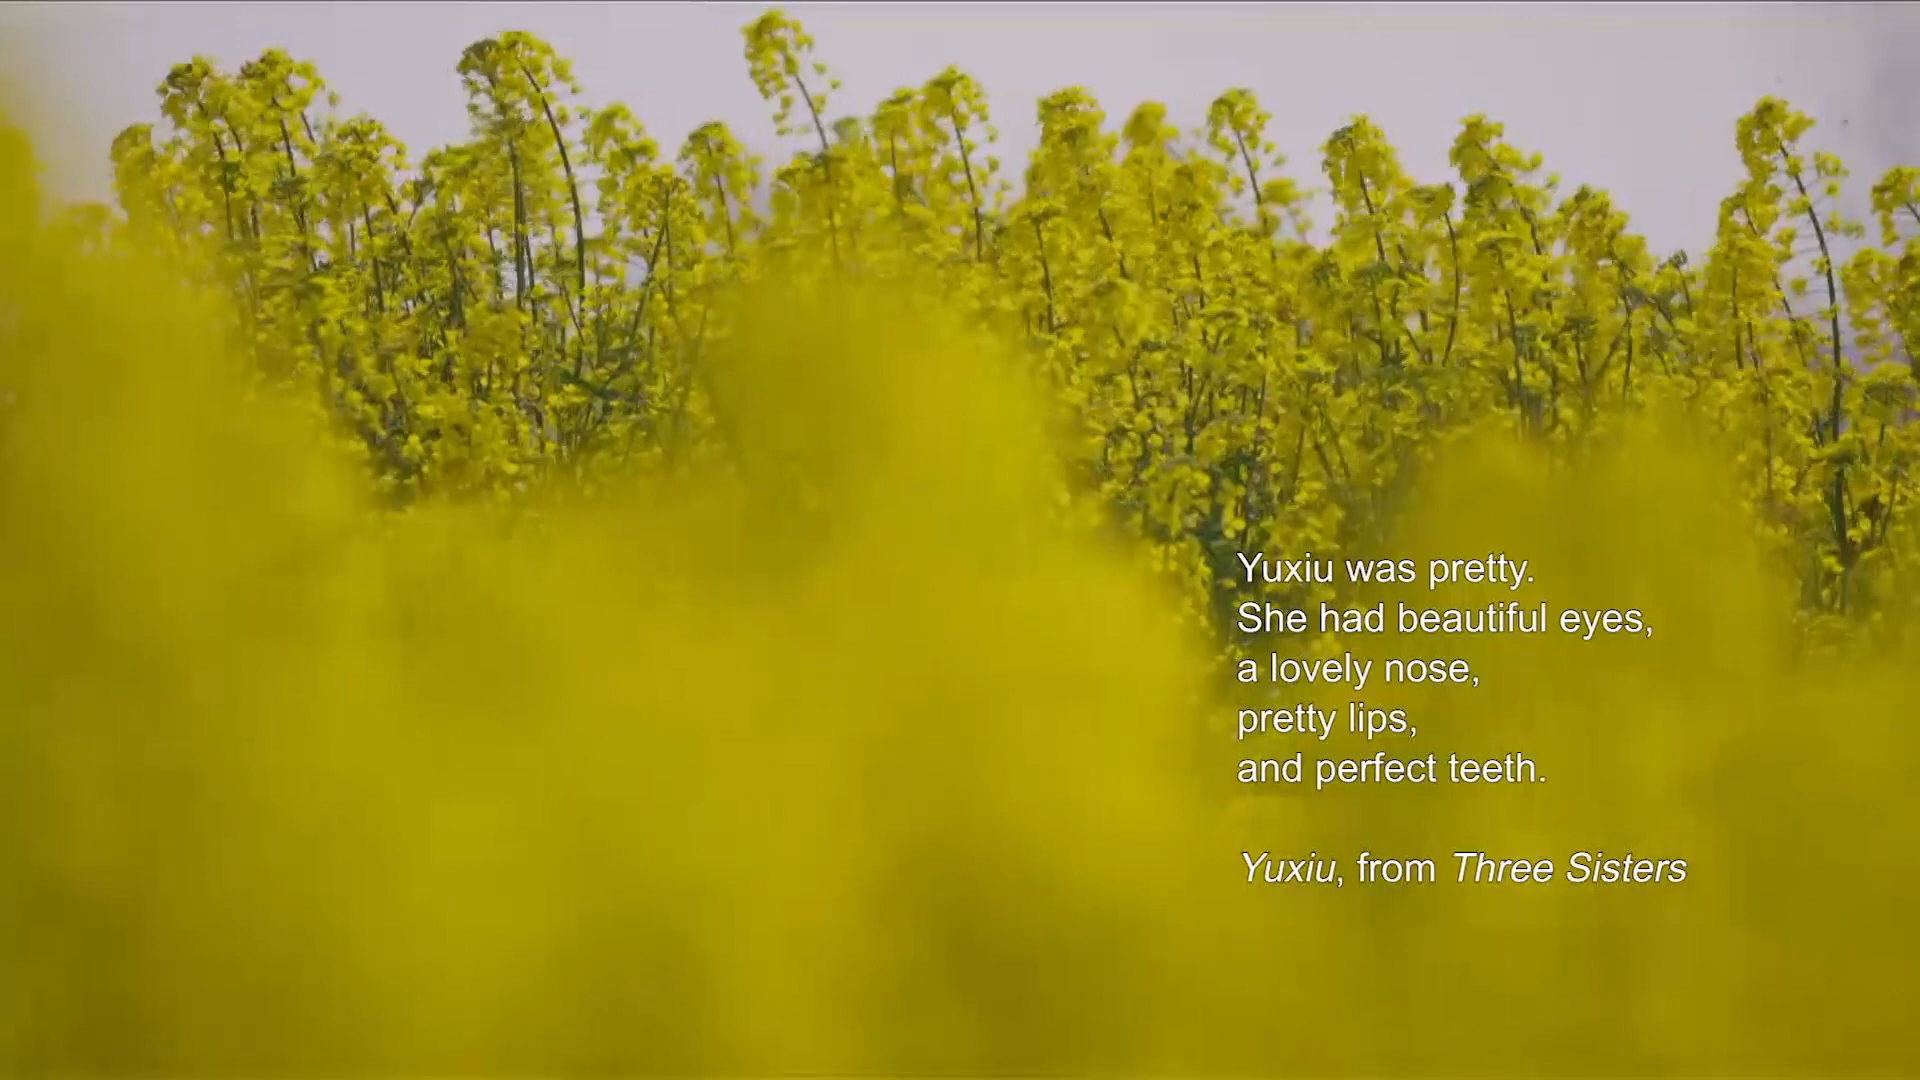 Yuxiu was pretty.
She had beautiful eyes,
a lovely nose,
pretty lips,
and perfect teeth.
Yuxiu, from Three Sisters